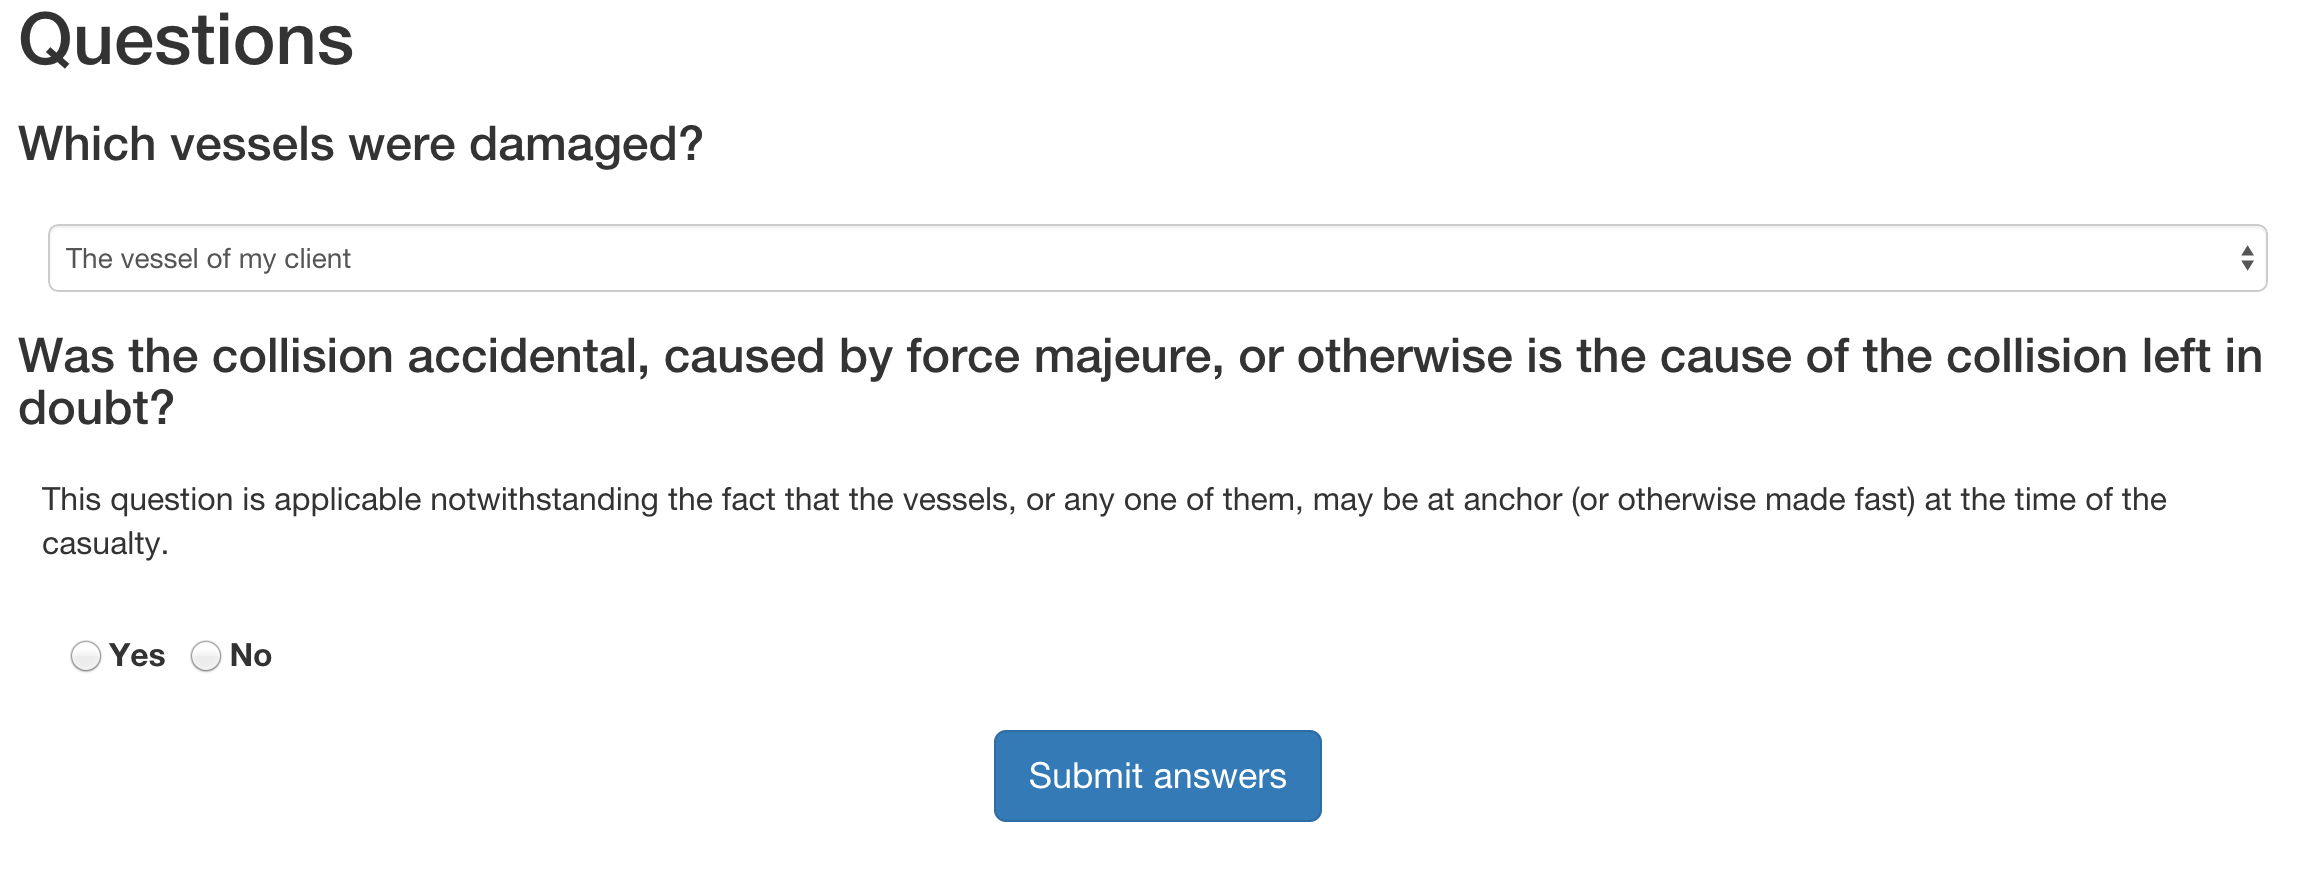 Questions
Which vessels were damaged?
The vessel of my client
Was the collision accidental, caused by force majeure, or otherwise is the cause of the collision left in
doubt?
This question is applicable notwithstanding the fact that the vessels, or any one of them, may be at anchor (or otherwise made fast) at the time of the
casualty.
Yes No
Submit answers